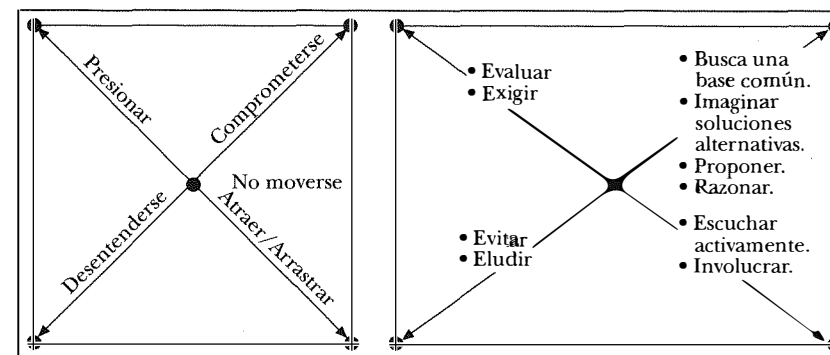 Presionar
Comprometerse
No moverse
Desentenderse
Atraer/Arrastrar
• Evaluar
• Exigir
• Busca una
base común.
• Imaginar
soluciones
alternativas.
• Proponer.
• Razonar.
• Evitar
• Eludir
• Escuchar
activamente.
• Involucrar.